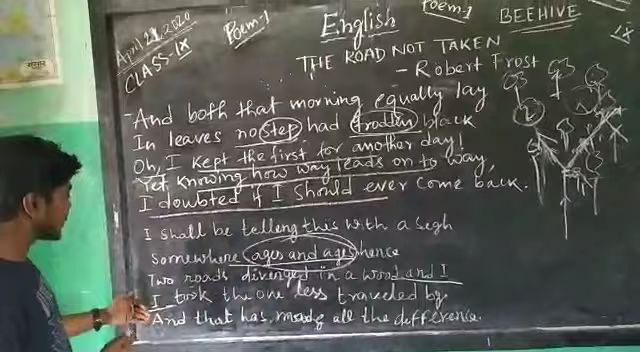 April 21, 2020
CLASS-IX
Poem-1
English
Poem-1
BEEHIVE
IX
THE ROAD NOT TAKEN
- Robert Frost
And both that morning equally lay
In leaves no step had trodden black
Oh, I kept the first for another day!
Yet knowing how way leads on to way,
I doubted if I should ever come back.
I shall be telling this with a sigh
Somewhere ages and ages hence
Two roads diverged in a wood and I
I took the one less traveled by
And that has made all the difference.